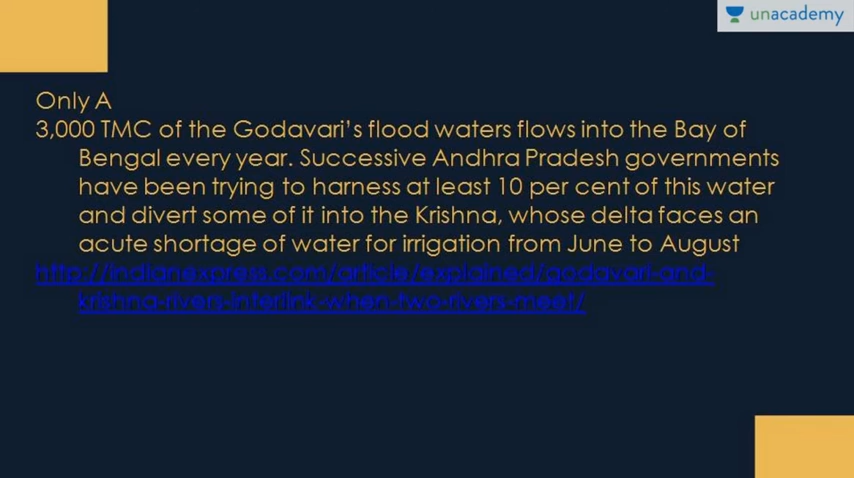 unacademy
Only A
3,000 TMC of the Godavari's flood waters flows into the Bay of
Bengal every year. Successive Andhra Pradesh governments
have been trying to harness at least 10 per cent of this water
and divert some of it into the Krishna, whose delta faces an
acute shortage of water for irrigation from June to August
http://indianexpress.com/article/explained/godavari-and-
krishna-rivers-interlink-when-two-rivers-meet/